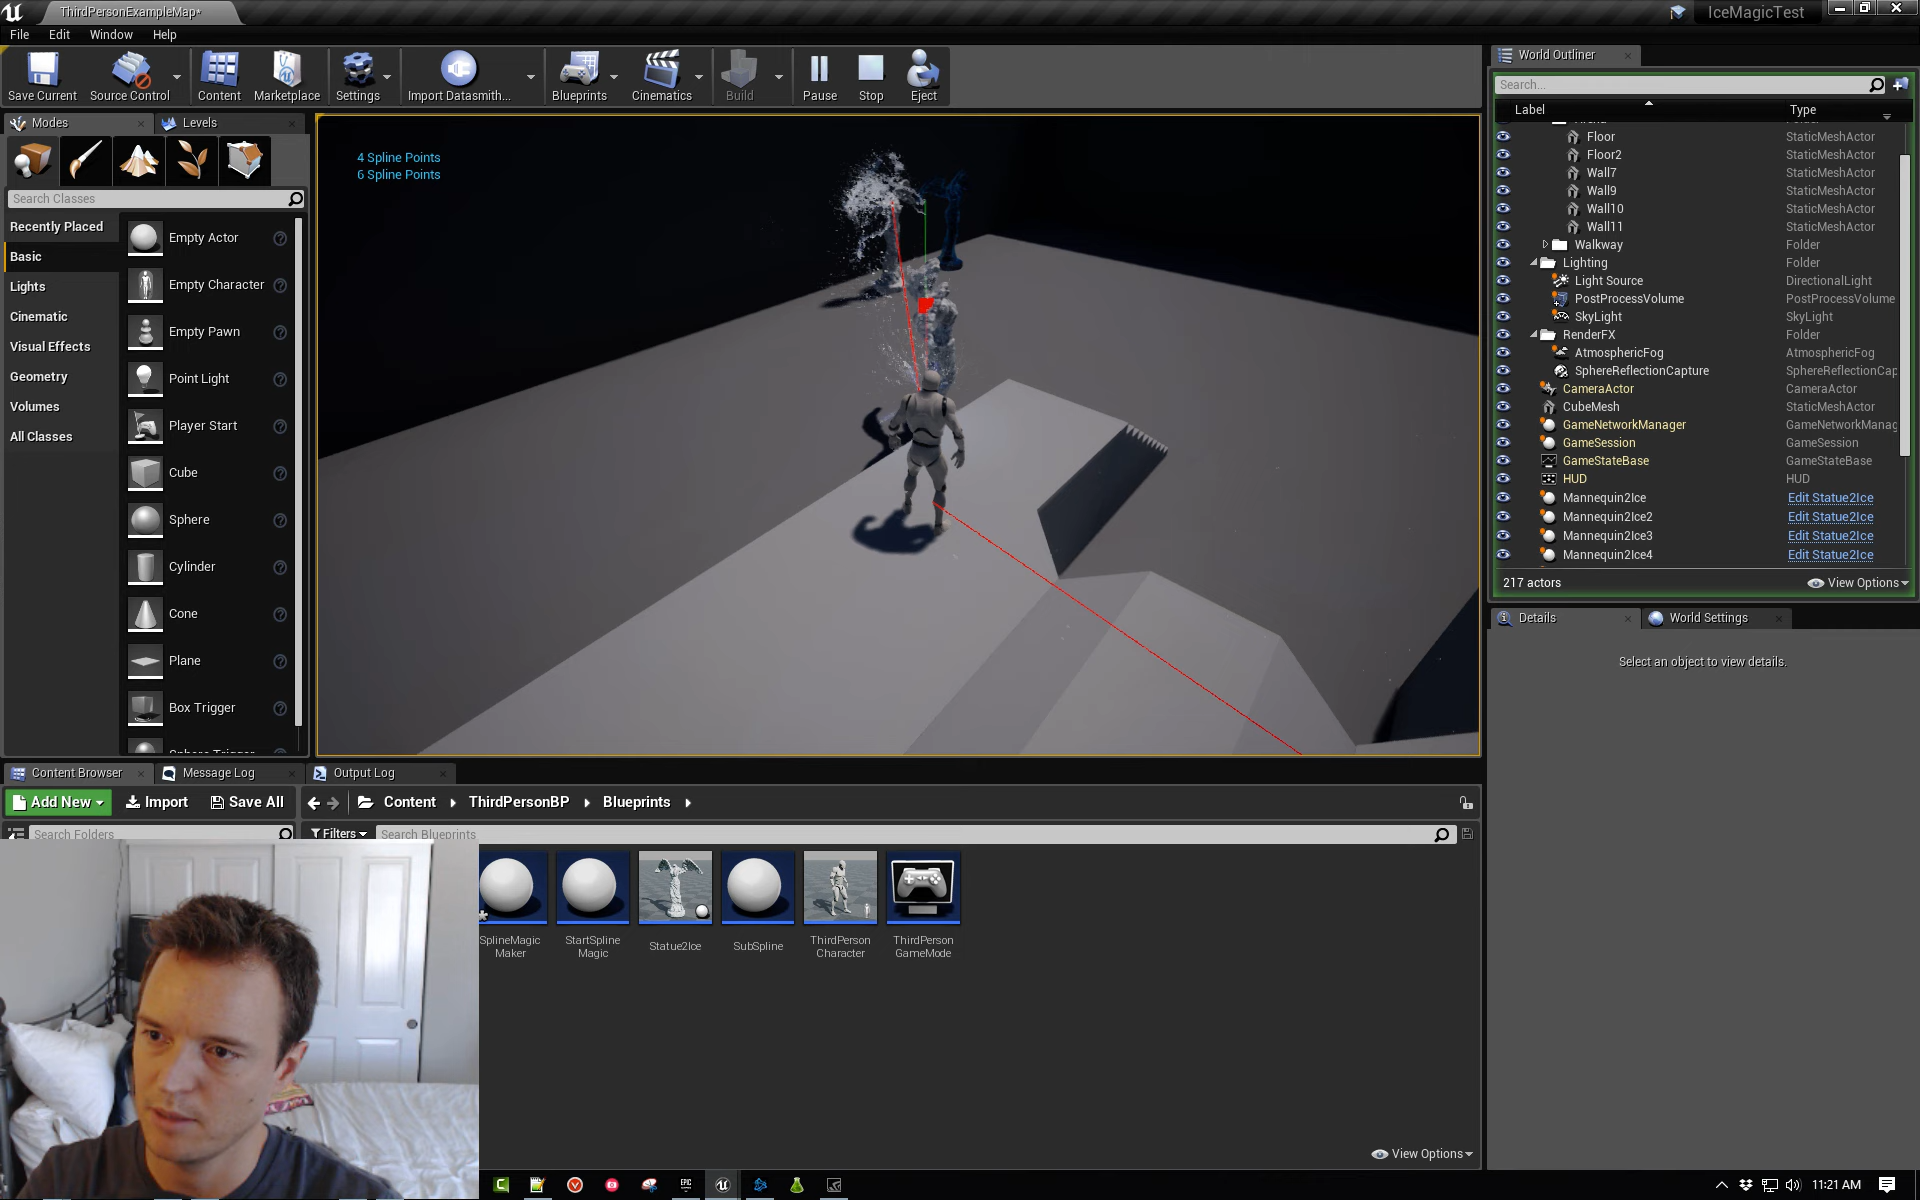 ThirdPersonExampleMap*
IceMagicTest
File Edit Window Help
Save Current Source Control Content Marketplace Settings Import Datasmith... Blueprints Cinematics Build Pause Stop Eject
Modes Levels
Search Classes
Recently Placed
Basic
Lights
Cinematic
Visual Effects
Geometry
Volumes
All Classes
Empty Actor
Empty Character
Empty Pawn
Point Light
Player Start
Cube
Sphere
Cylinder
Cone
Plane
Box Trigger
Sphere Trigger
4 Spline Points
6 Spline Points
World Outliner
Search...
Label Type
Folder
Floor StaticMeshActor
Floor2 StaticMeshActor
Wall7 StaticMeshActor
Wall9 StaticMeshActor
Wall10 StaticMeshActor
Wall11 StaticMeshActor
Walkway Folder
Lighting Folder
Light Source DirectionalLight
PostProcessVolume PostProcessVolume
SkyLight SkyLight
RenderFX Folder
AtmosphericFog AtmosphericFog
SphereReflectionCapture SphereReflectionCap
CameraActor CameraActor
CubeMesh StaticMeshActor
GameNetworkManager GameNetworkManag
GameSession GameSession
GameStateBase GameStateBase
HUD HUD
Mannequin2Ice Edit Statue2Ice
Mannequin2Ice2 Edit Statue2Ice
Mannequin2Ice3 Edit Statue2Ice
Mannequin2Ice4 Edit Statue2Ice
217 actors View Options
Details World Settings
Select an object to view details.
Content Browser Message Log Output Log
Add New Import Save All Content ThirdPersonBP Blueprints
Search Folders Filters Search Blueprints
SplineMagic
Maker
StartSpline
Magic
Statue2Ice
SubSpline
ThirdPerson
Character
ThirdPerson
GameMode
View Options
EPIC
11:21 AM